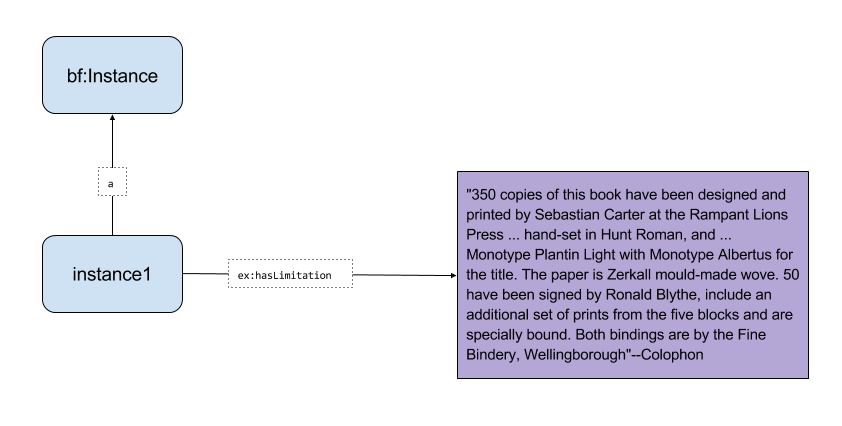 bf:Instance
a
instance1
ex:hasLimitation
"350 copies of this book have been designed and
printed by Sebastian Carter at the Rampant Lions
Press ... hand-set in Hunt Roman, and ...
Monotype Plantin Light with Monotype Albertus for
the title. The paper is Zerkall mould-made wove. 50
have been signed by Ronald Blythe, include an
additional set of prints from the five blocks and are
specially bound. Both bindings are by the Fine
Bindery, Wellingborough"--Colophon